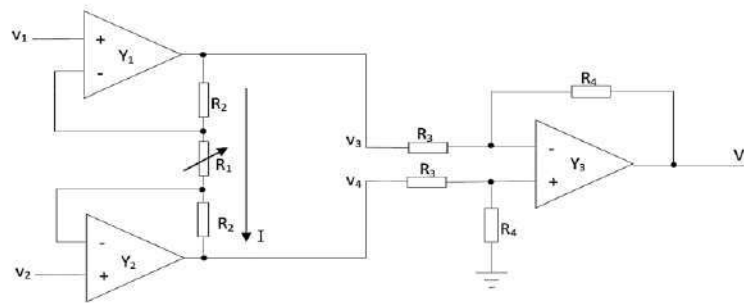 V₁
+
Y₁
-
R₂
R₁
R₂
I
-
Y₂
+
V₂
V₃
R₃
V₄
R₃
R₄
-
Y₃
+
V
R₄